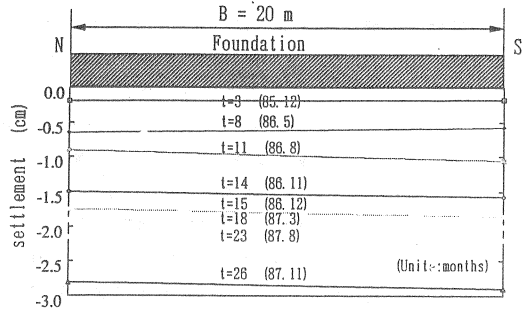 B = 20 m
N Foundation S
0.0
t=3 (85.12)
t=8 (86.5)
-0.5
t=11 (86.8)
-1.0
t=14 (86.11)
-1.5
t=15 (86.12)
t=18 (87.3)
-2.0
t=23 (87.8)
-2.5
t=26 (87.11) (Unit:months)
-3.0
settlement (cm)